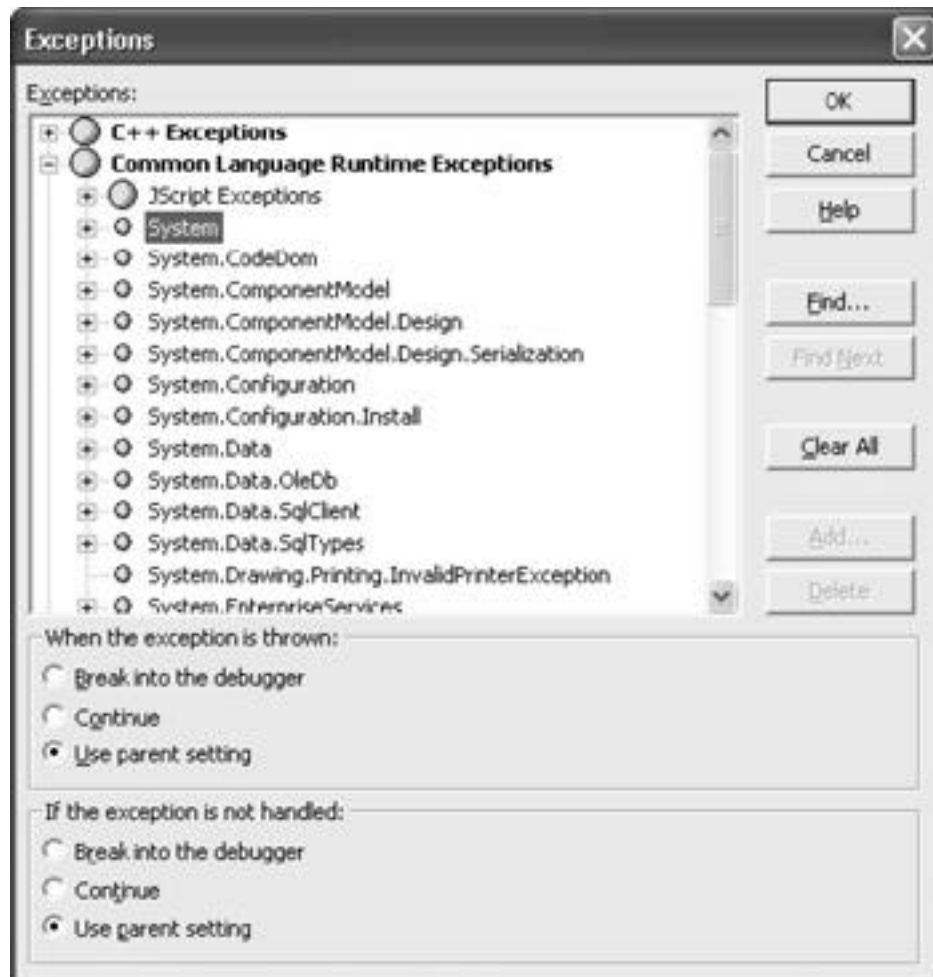 Exceptions
Exceptions:
C++ Exceptions
Common Language Runtime Exceptions
JScript Exceptions
System
System.CodeDom
System.ComponentModel
System.ComponentModel.Design
System.ComponentModel.Design.Serialization
System.Configuration
System.Configuration.Install
System.Data
System.Data.OleDb
System.Data.SqlClient
System.Data.SqlTypes
System.Drawing.Printing.InvalidPrinterException
System.EnterpriseServices
OK
Cancel
Help
Find...
Find Next
Clear All
Add...
Delete
When the exception is thrown:
Break into the debugger
Continue
Use parent setting
If the exception is not handled:
Break into the debugger
Continue
Use parent setting